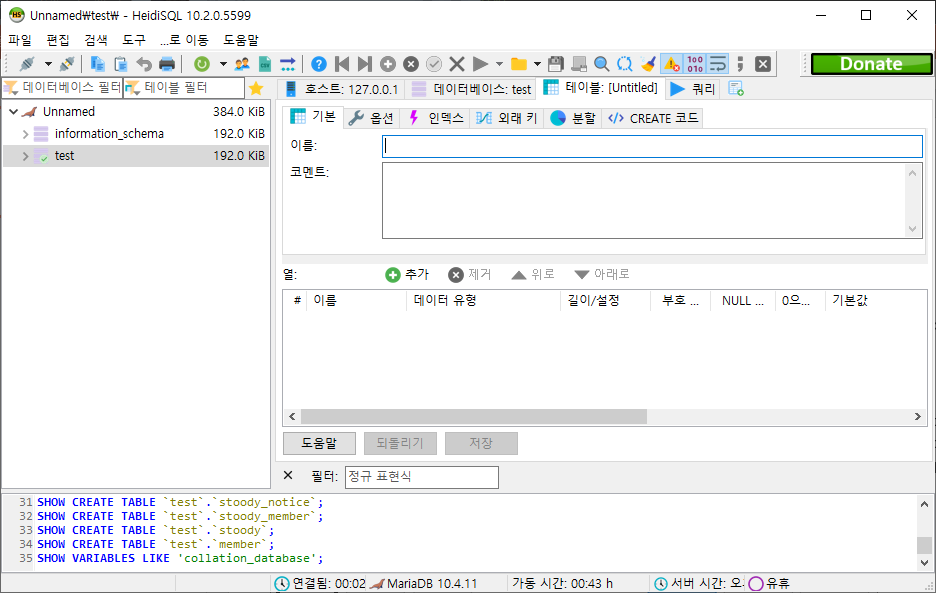 Unnamed₩test₩ - HeidiSQL 10.2.0.5599
파일 편집 검색 도구 ...로 이동 도움말
Donate
데이터베이스 필터 테이블 필터
호스트: 127.0.0.1 데이터베이스: test 테이블: [Untitled] 쿼리
Unnamed 384.0 KiB
information_schema 192.0 KiB
test 192.0 KiB
기본 옵션 인덱스 외래 키 분할 CREATE 코드
이름:
코멘트:
열: 추가 제거 위로 아래로
# 이름 데이터 유형 길이/설정 부호 ... NULL ... 0으... 기본값
도움말 되돌리기 저장
필터: 정규 표현식
31 SHOW CREATE TABLE `test`.`stoody_notice`;
32 SHOW CREATE TABLE `test`.`stoody_member`;
33 SHOW CREATE TABLE `test`.`stoody`;
34 SHOW CREATE TABLE `test`.`member`;
35 SHOW VARIABLES LIKE 'collation_database';
연결됨: 00:02 MariaDB 10.4.11 가동 시간: 00:43 h 서버 시간: 오 유휴